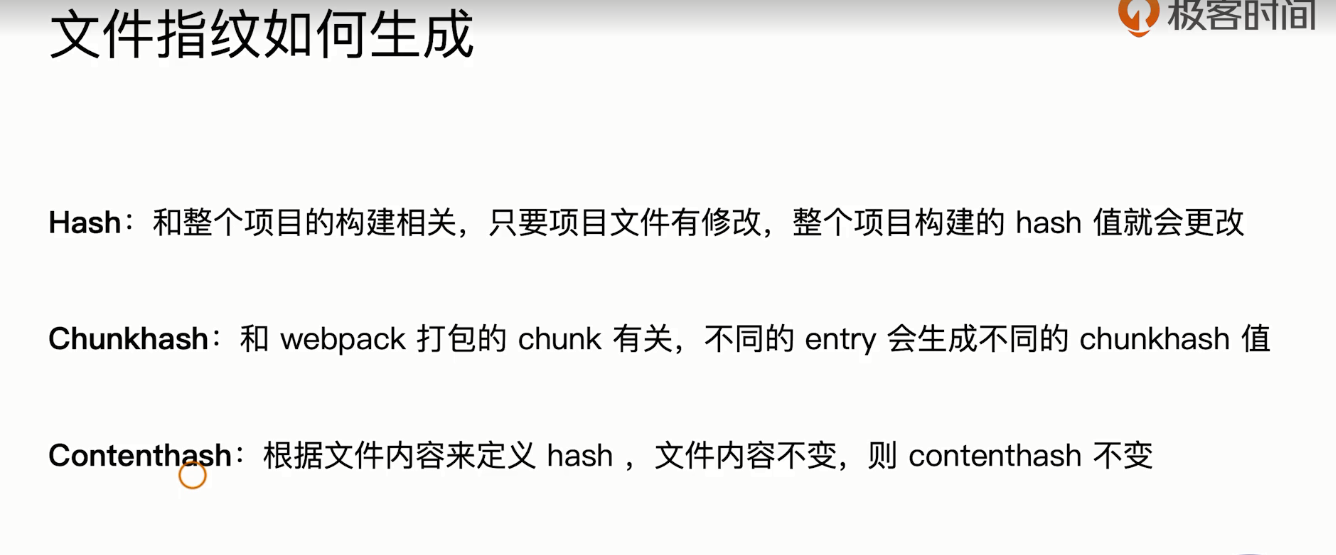 文件指纹如何生成
极客时间
Hash：和整个项目的构建相关，只要项目文件有修改，整个项目构建的 hash 值就会更改
Chunkhash：和 webpack 打包的 chunk 有关，不同的 entry 会生成不同的 chunkhash 值
Contenthash：根据文件内容来定义 hash ，文件内容不变，则 contenthash 不变